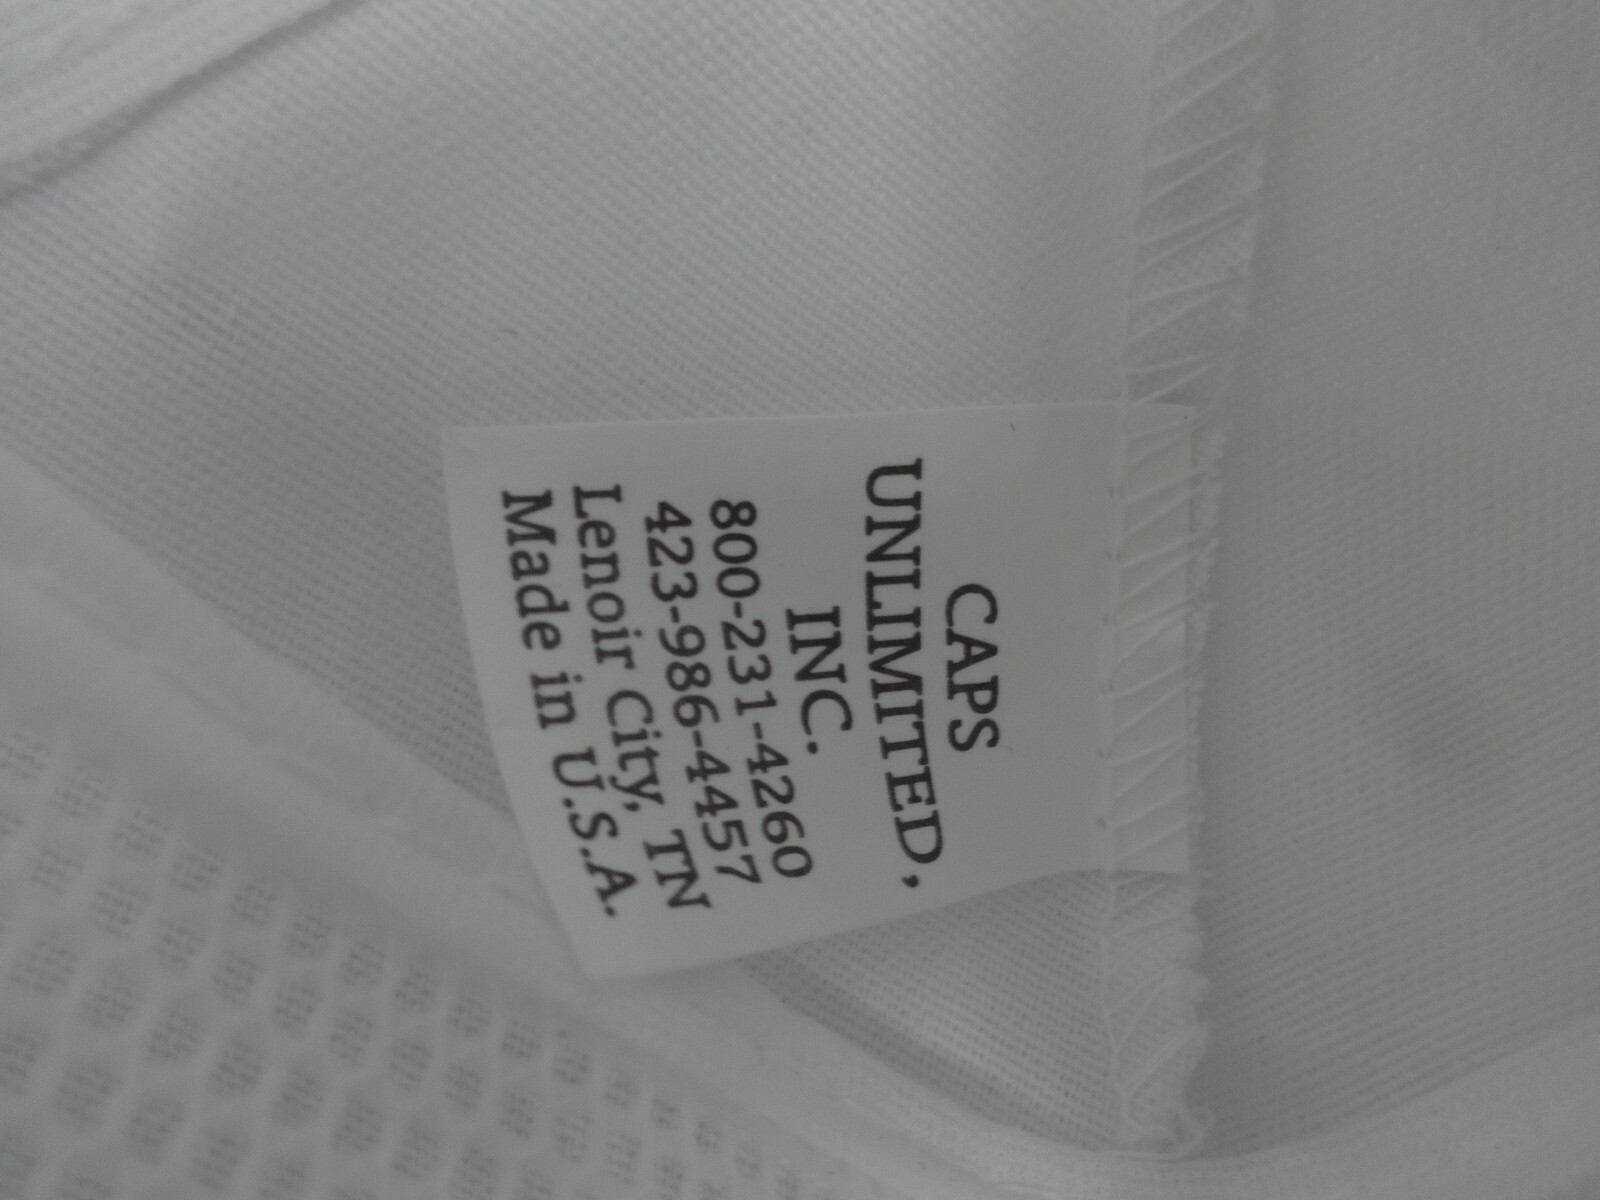 CAPS
UNLIMITED,
INC.
800-231-4260
423-986-4457
Lenoir City, TN
Made in U.S.A.